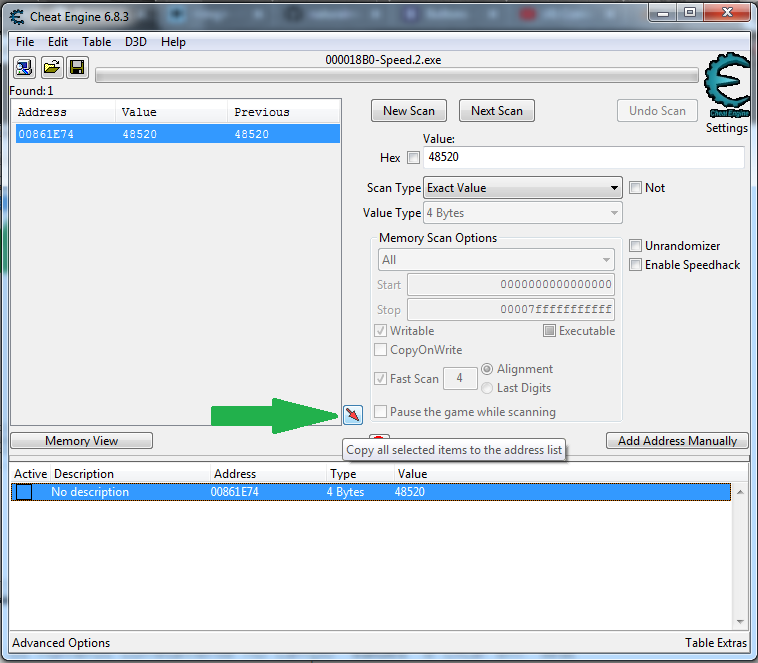 Cheat Engine 6.8.3
File Edit Table D3D Help
000018B0-Speed.2.exe
Found: 1
Address Value Previous
00861E74 48520 48520
New Scan Next Scan Undo Scan
Cheat Engine
Settings
Value:
Hex 48520
Scan Type Exact Value Not
Value Type 4 Bytes
Memory Scan Options
All
Unrandomizer
Enable Speedhack
Start 0000000000000000
Stop 00007fffffffffff
Writable Executable
CopyOnWrite
Fast Scan 4 Alignment
Last Digits
Pause the game while scanning
Memory View Add Address Manually
Copy all selected items to the address list
Active Description Address Type Value
No description 00861E74 4 Bytes 48520
Advanced Options Table Extras